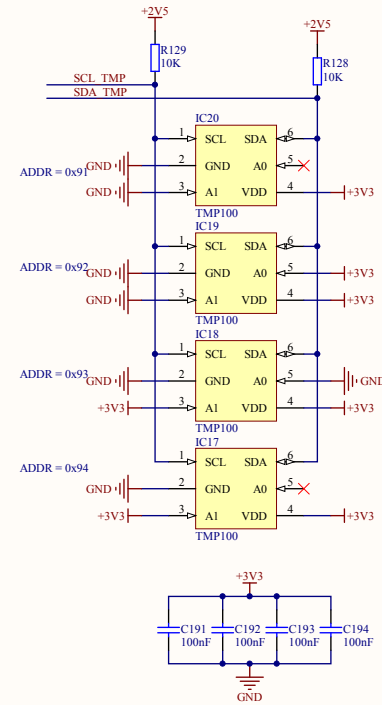 +2V5
+2V5
R129
10K
R128
10K
SCL_TMP
SDA_TMP
IC20
1 SCL SDA 6
GND 2 GND A0 5
ADDR = 0x91
GND 3 A1 VDD 4 +3V3
TMP100
IC19
1 SCL SDA 6
ADDR = 0x92
GND 2 GND A0 5 +3V3
GND 3 A1 VDD 4 +3V3
TMP100
IC18
1 SCL SDA 6
ADDR = 0x93
GND 2 GND A0 5 GND
+3V3 3 A1 VDD 4 +3V3
TMP100
IC17
1 SCL SDA 6
ADDR = 0x94
GND 2 GND A0 5
+3V3 3 A1 VDD 4 +3V3
TMP100
+3V3
C191 C192 C193 C194
100nF 100nF 100nF 100nF
GND